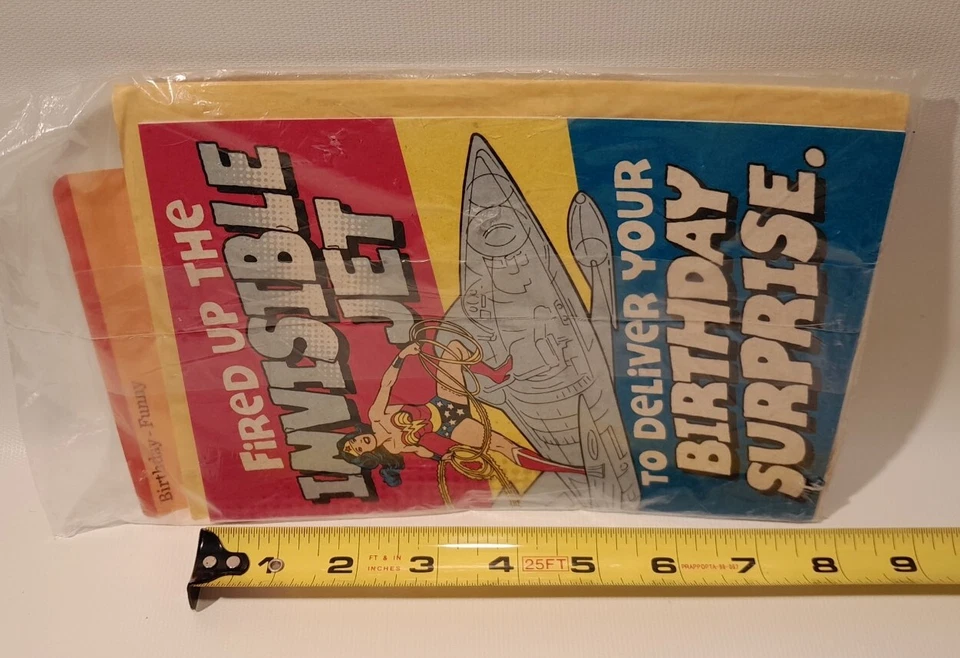 FiRED UP THE
INVISIBLE
JET
TO DELiVER YOUR
BIRTHDAY
SURPRISE.
Birthday - Funny
1 2 3 4 5 6 7 8 9
FT & IN
INCHES
25FT